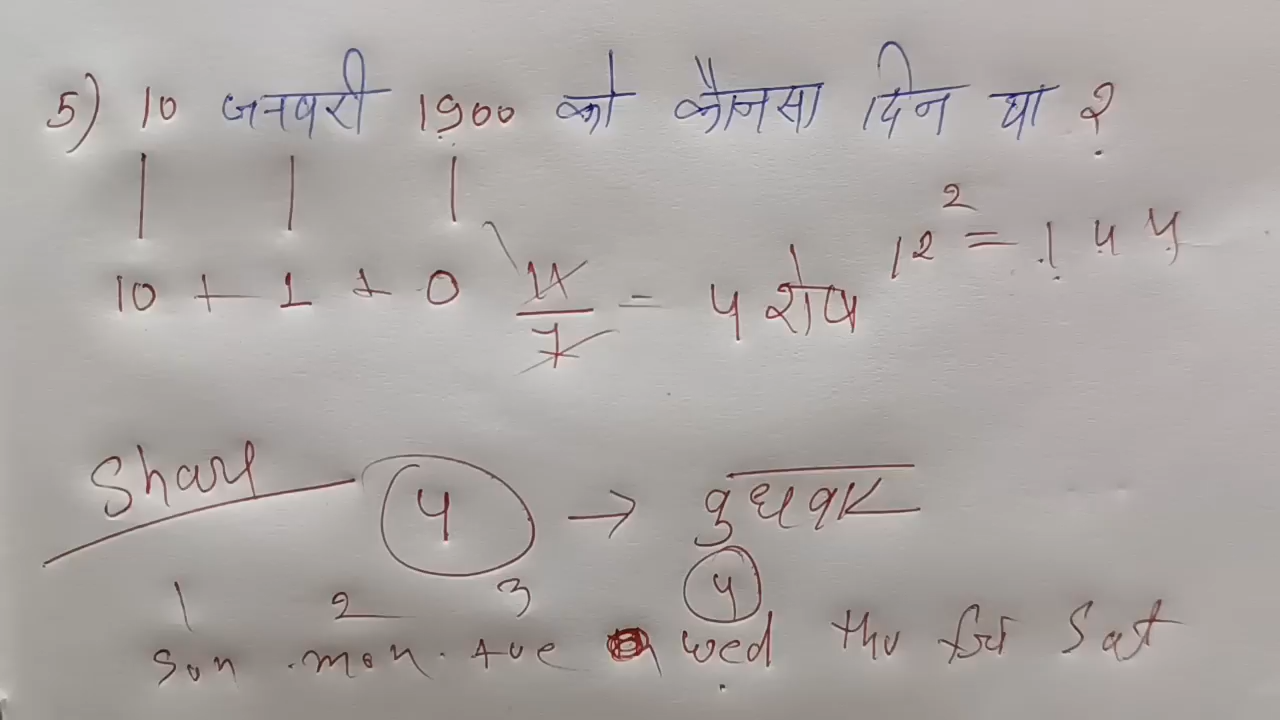 5) 10 जनवरी 1900 को कौनसा दिन था ?
12² = 144
10 + 1 + 0 11/7 = 4 शेष
4 → बुधवार
1 2 3 4
Sun mon tue wed thu fri Sat